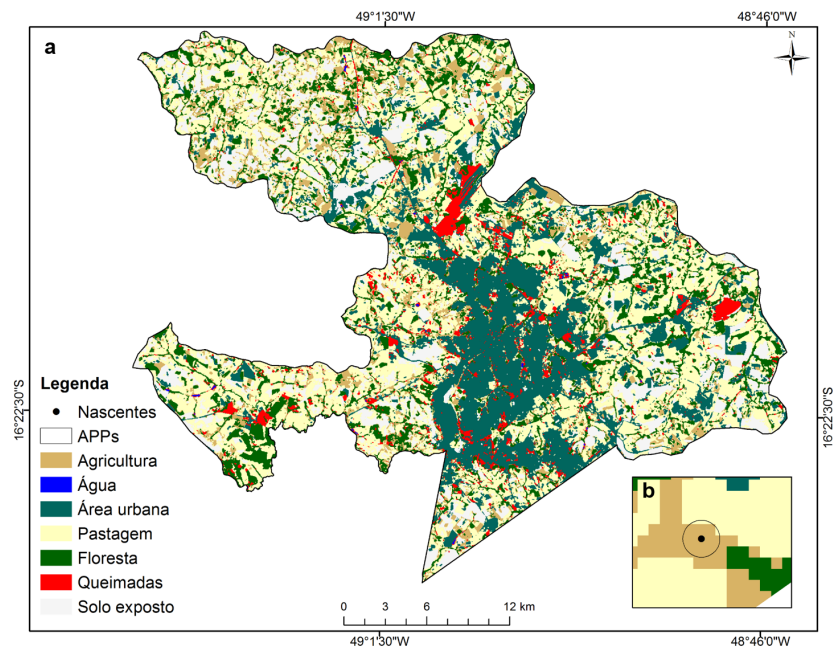 49°1'30"W
48°46'0"W
a
N
16°22'30"S
16°22'30"S
Legenda
Nascentes
APPs
Agricultura
Água
Área urbana
Pastagem
Floresta
Queimadas
Solo exposto
b
0 3 6 12 km
49°1'30"W
48°46'0"W